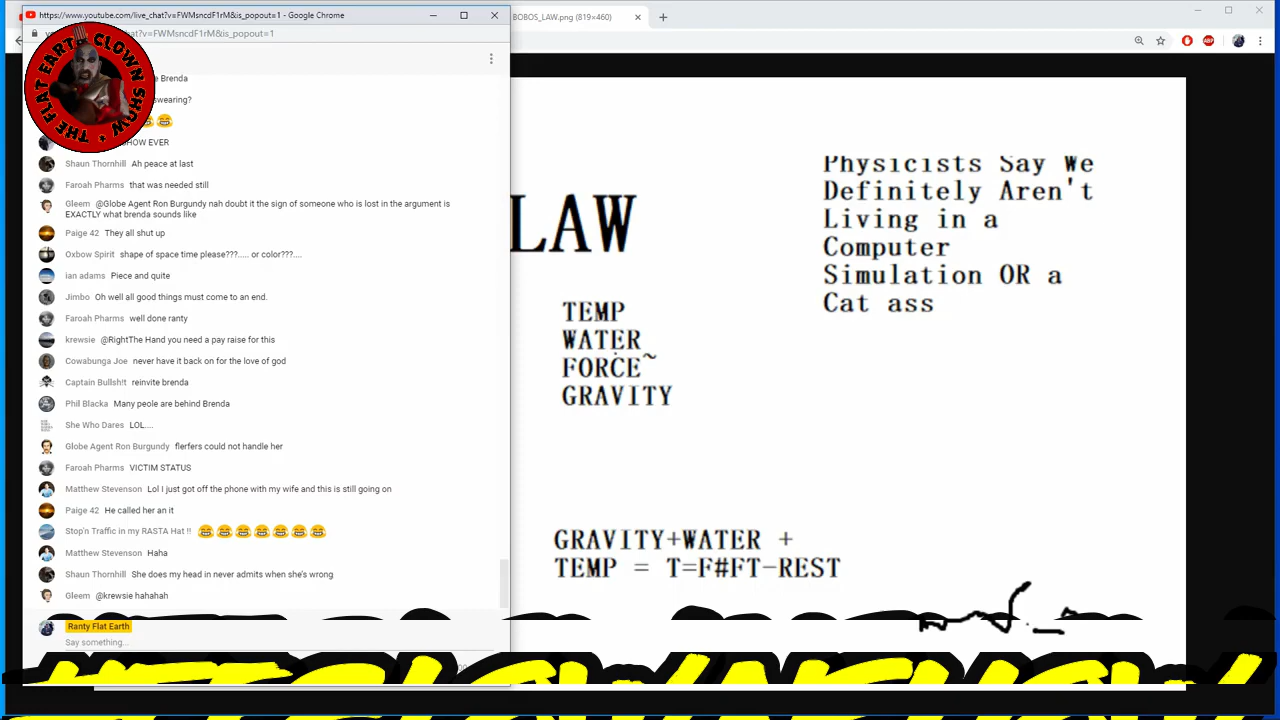 https://www.youtube.com/live_chat?v=FWMsncdF1rM&is_popout=1 - Google Chrome
BOBOS_LAW.png (819×460)
chat?v=FWMsncdF1rM&is_popout=1
THE FLAT EARTH CLOWN SHOW
Brenda
swearing?
😂
SHOW EVER
Shaun Thornhill Ah peace at last
Faroah Pharms that was needed still
Gleem @Globe Agent Ron Burgundy nah doubt it the sign of someone who is lost in the argument is
EXACTLY what brenda sounds like
Paige 42 They all shut up
Oxbow Spirit shape of space time please???..... or color???....
ian adams Piece and quite
Jimbo Oh well all good things must come to an end.
Faroah Pharms well done ranty
krewsie @RightThe Hand you need a pay raise for this
Cowabunga Joe never have it back on for the love of god
Captain Bullsh!t reinvite brenda
Phil Blacka Many peole are behind Brenda
She Who Dares LOL....
Globe Agent Ron Burgundy flerfers could not handle her
Faroah Pharms VICTIM STATUS
Matthew Stevenson Lol I just got off the phone with my wife and this is still going on
Paige 42 He called her an it
Stop'n Traffic in my RASTA Hat !! 😂😂😂😂😂😂😂
Matthew Stevenson Haha
Shaun Thornhill She does my head in never admits when she's wrong
Gleem @krewsie hahahah
Ranty Flat Earth
Say something...
LAW
TEMP
WATER
FORCE~
GRAVITY
GRAVITY+WATER +
TEMP = T=F#FT-REST
Physicists Say We
Definitely Aren't
Living in a
Computer
Simulation OR a
Cat ass